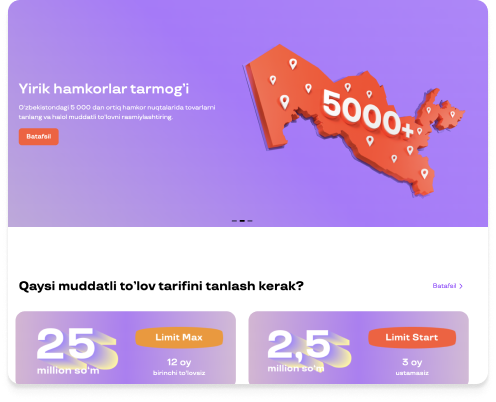 Yirik hamkorlar tarmog'i
O'zbekistondagi 5 000 dan ortiq hamkor nuqtalarida tovarlarni
tanlang va halol muddatli to'lovni rasmiylashtiring.
Batafsil
5000+
Qaysi muddatli to'lov tarifini tanlash kerak?
Batafsil
25
million so'm
Limit Max
12 oy
birinchi to'lovsiz
2,5
million so'm
Limit Start
3 oy
ustamasiz